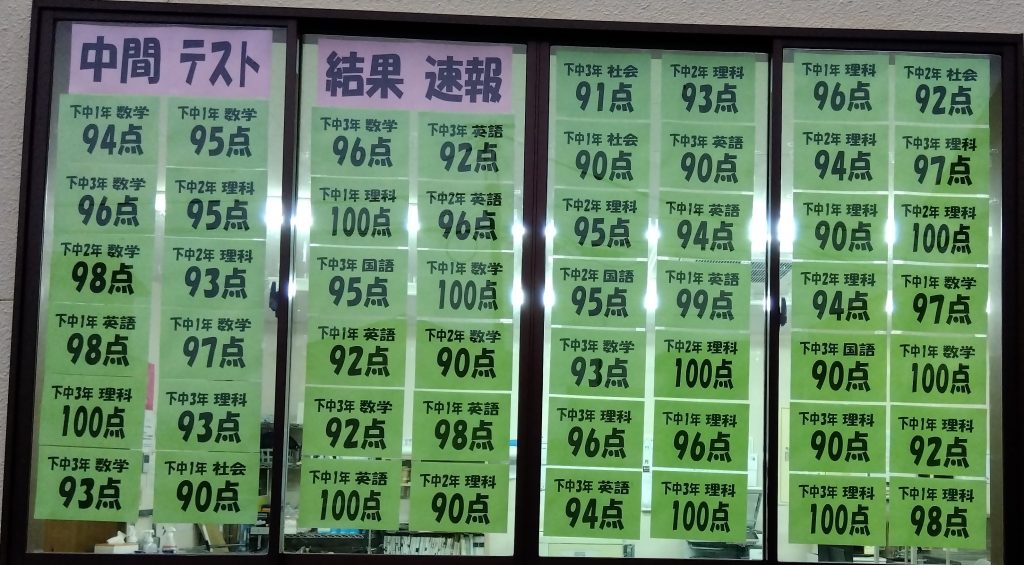 中間 テスト
結果 速報
下中1年 数学
94点
下中1年 数学
95点
下中3年 数学
96点
下中2年 理科
95点
下中2年 数学
98点
下中2年 理科
93点
下中1年 英語
98点
下中1年 数学
97点
下中3年 理科
100点
下中3年 理科
93点
下中3年 数学
93点
下中1年 社会
90点
下中3年 数学
96点
下中3年 英語
92点
下中1年 理科
100点
下中2年 英語
96点
下中3年 国語
95点
下中1年 数学
100点
下中1年 英語
92点
下中2年 数学
90点
下中3年 数学
92点
下中1年 英語
98点
下中1年 英語
100点
下中2年 理科
90点
下中3年 社会
91点
下中2年 理科
93点
下中1年 社会
90点
下中3年 英語
90点
下中2年 理科
95点
下中1年 英語
94点
下中2年 国語
95点
下中1年 英語
99点
下中3年 数学
93点
下中2年 理科
100点
下中3年 理科
96点
下中1年 理科
96点
下中3年 英語
94点
下中3年 理科
100点
下中1年 理科
96点
下中2年 社会
92点
下中2年 理科
94点
下中3年 理科
97点
下中1年 理科
90点
下中2年 理科
100点
下中2年 理科
94点
下中1年 数学
97点
下中3年 国語
90点
下中1年 数学
100点
下中3年 理科
90点
下中1年 理科
92点
下中3年 理科
100点
下中1年 理科
98点